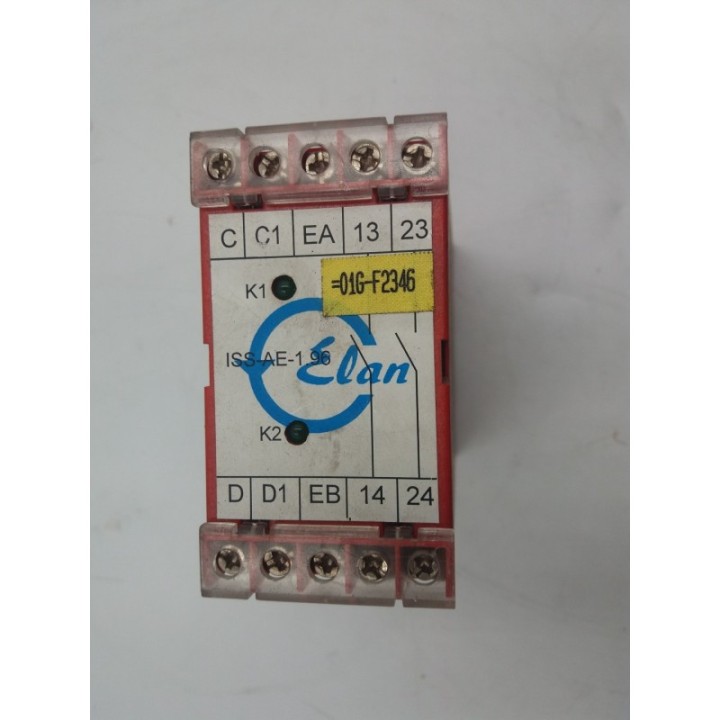 C C1 EA 13 23
=01G-F2346
K1
ISS-AE-1.96
Elan
K2
D D1 EB 14 24